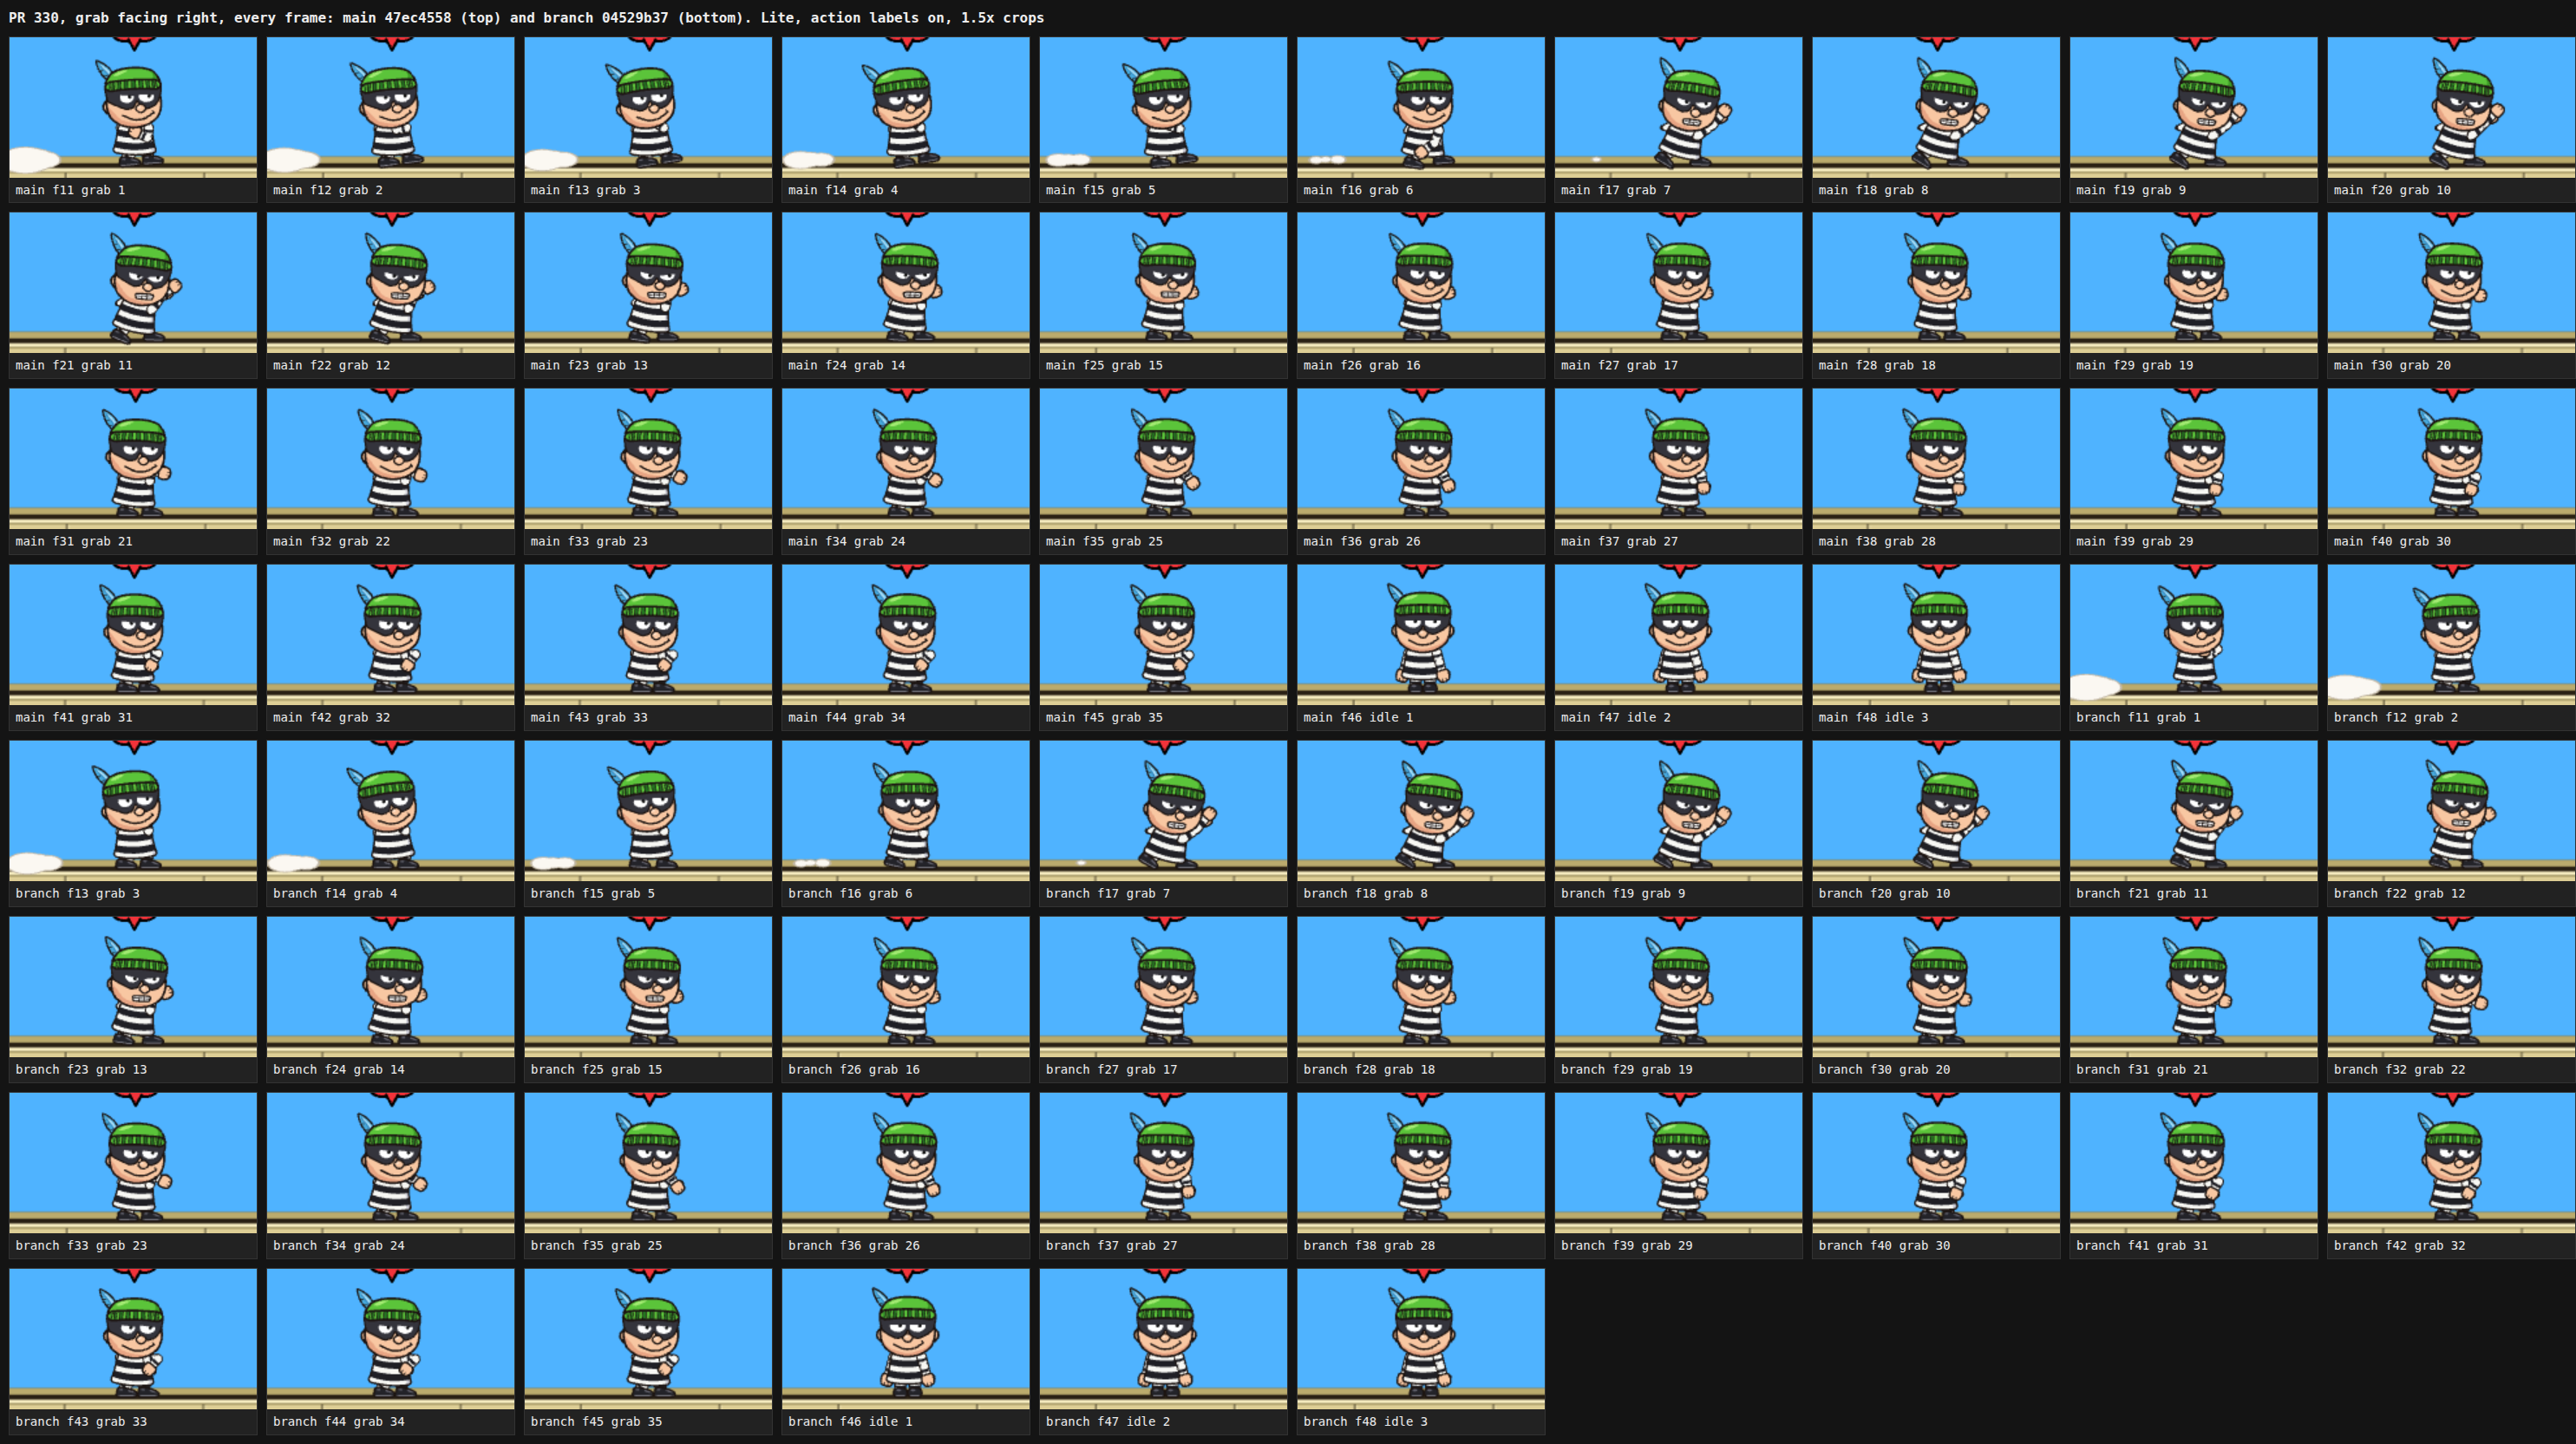 PR 330, grab facing right, every frame: main 47ec4558 (top) and branch 04529b37 (bottom). Lite, action labels on, 1.5x crops
main f11 grab 1
main f12 grab 2
main f13 grab 3
main f14 grab 4
main f15 grab 5
main f16 grab 6
main f17 grab 7
main f18 grab 8
main f19 grab 9
main f20 grab 10
main f21 grab 11
main f22 grab 12
main f23 grab 13
main f24 grab 14
main f25 grab 15
main f26 grab 16
main f27 grab 17
main f28 grab 18
main f29 grab 19
main f30 grab 20
main f31 grab 21
main f32 grab 22
main f33 grab 23
main f34 grab 24
main f35 grab 25
main f36 grab 26
main f37 grab 27
main f38 grab 28
main f39 grab 29
main f40 grab 30
main f41 grab 31
main f42 grab 32
main f43 grab 33
main f44 grab 34
main f45 grab 35
main f46 idle 1
main f47 idle 2
main f48 idle 3
branch f11 grab 1
branch f12 grab 2
branch f13 grab 3
branch f14 grab 4
branch f15 grab 5
branch f16 grab 6
branch f17 grab 7
branch f18 grab 8
branch f19 grab 9
branch f20 grab 10
branch f21 grab 11
branch f22 grab 12
branch f23 grab 13
branch f24 grab 14
branch f25 grab 15
branch f26 grab 16
branch f27 grab 17
branch f28 grab 18
branch f29 grab 19
branch f30 grab 20
branch f31 grab 21
branch f32 grab 22
branch f33 grab 23
branch f34 grab 24
branch f35 grab 25
branch f36 grab 26
branch f37 grab 27
branch f38 grab 28
branch f39 grab 29
branch f40 grab 30
branch f41 grab 31
branch f42 grab 32
branch f43 grab 33
branch f44 grab 34
branch f45 grab 35
branch f46 idle 1
branch f47 idle 2
branch f48 idle 3